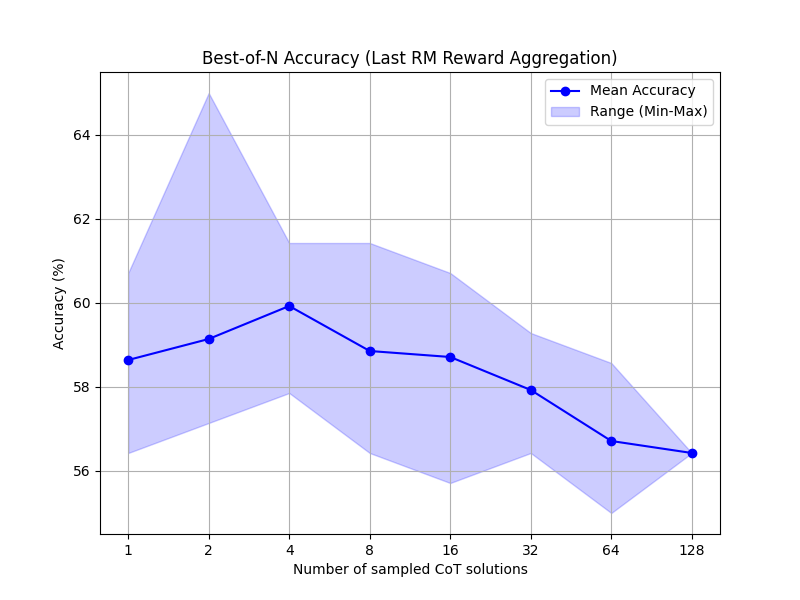 Best-of-N Accuracy (Last RM Reward Aggregation)
Mean Accuracy
Range (Min-Max)
Accuracy (%)
64
62
60
58
56
1 2 4 8 16 32 64 128
Number of sampled CoT solutions